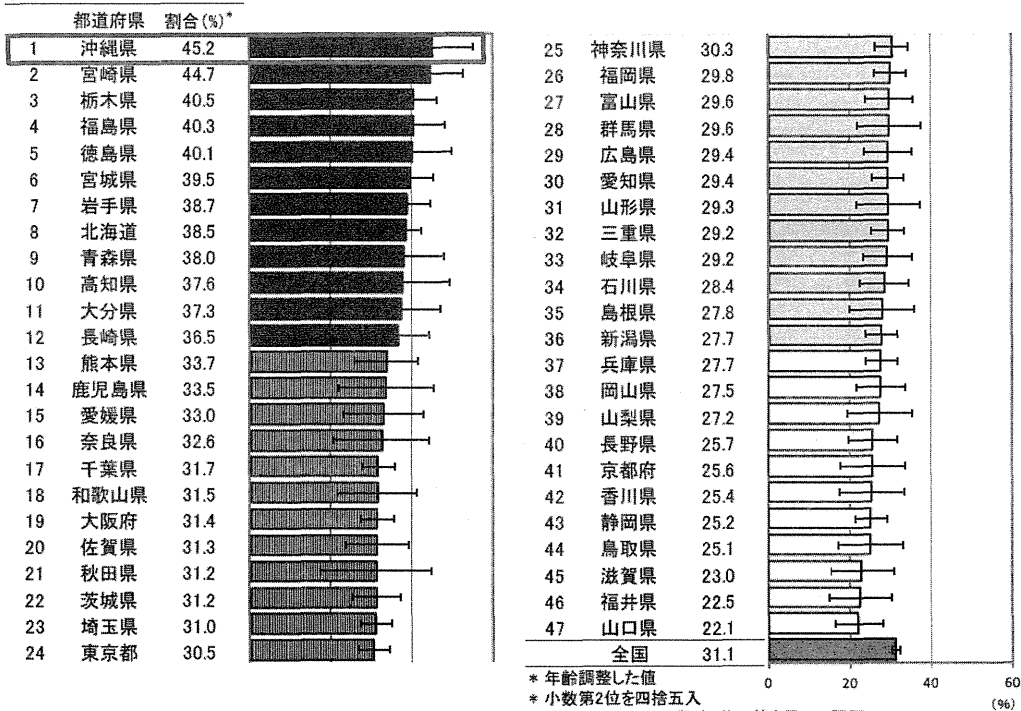 都道府県 割合(%)*
1 沖縄県 45.2
2 宮崎県 44.7
3 栃木県 40.5
4 福島県 40.3
5 徳島県 40.1
6 宮城県 39.5
7 岩手県 38.7
8 北海道 38.5
9 青森県 38.0
10 高知県 37.6
11 大分県 37.3
12 長崎県 36.5
13 熊本県 33.7
14 鹿児島県 33.5
15 愛媛県 33.0
16 奈良県 32.6
17 千葉県 31.7
18 和歌山県 31.5
19 大阪府 31.4
20 佐賀県 31.3
21 秋田県 31.2
22 茨城県 31.2
23 埼玉県 31.0
24 東京都 30.5
25 神奈川県 30.3
26 福岡県 29.8
27 富山県 29.6
28 群馬県 29.6
29 広島県 29.4
30 愛知県 29.4
31 山形県 29.3
32 三重県 29.2
33 岐阜県 29.2
34 石川県 28.4
35 島根県 27.8
36 新潟県 27.7
37 兵庫県 27.7
38 岡山県 27.5
39 山梨県 27.2
40 長野県 25.7
41 京都府 25.6
42 香川県 25.4
43 静岡県 25.2
44 鳥取県 25.1
45 滋賀県 23.0
46 福井県 22.5
47 山口県 22.1
全国 31.1
* 年齢調整した値
* 小数第2位を四捨五入
0 20 40 60
(%)